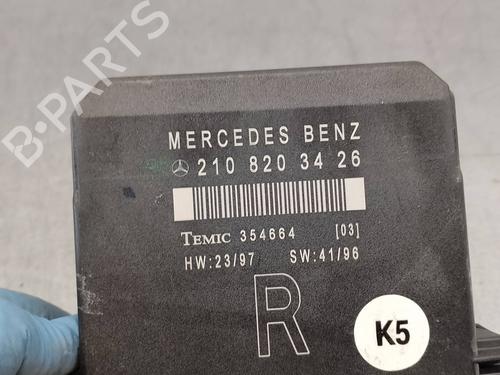 B-PARTS
MERCEDES BENZ
210 820 34 26
TEMIC 354664 [03]
HW:23/97 SW:41/96
R
K5